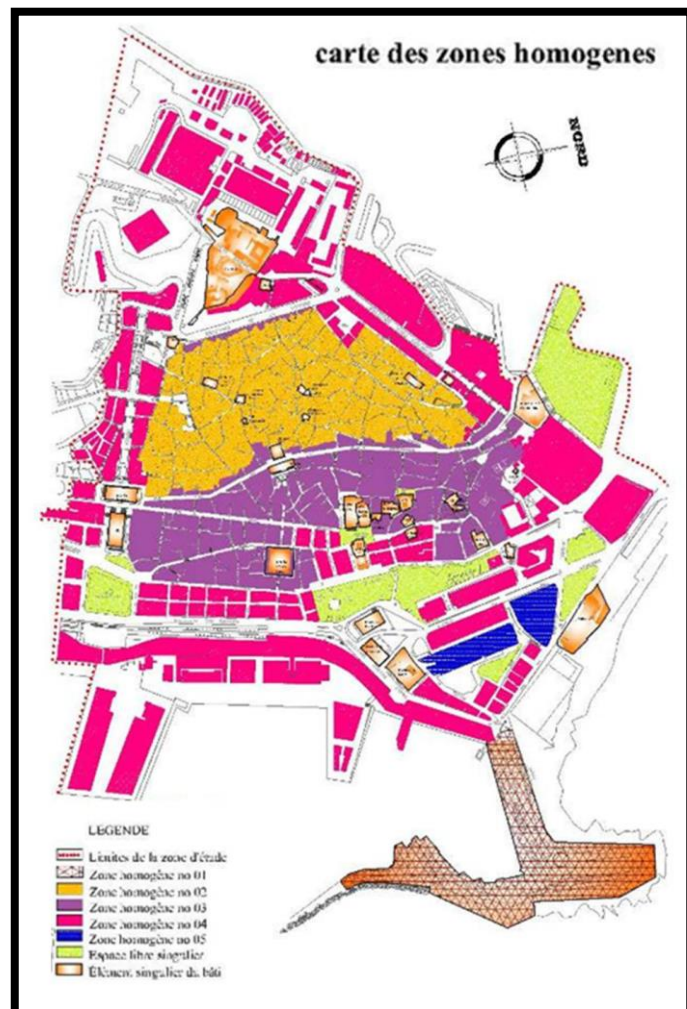 carte des zones homogenes
NORD
LEGENDE
Limites de la zone d'étude
Zone homogène no 01
Zone homogène no 02
Zone homogène no 03
Zone homogène no 04
Zone homogène no 05
Espace libre singulier
Élément singulier du bâti